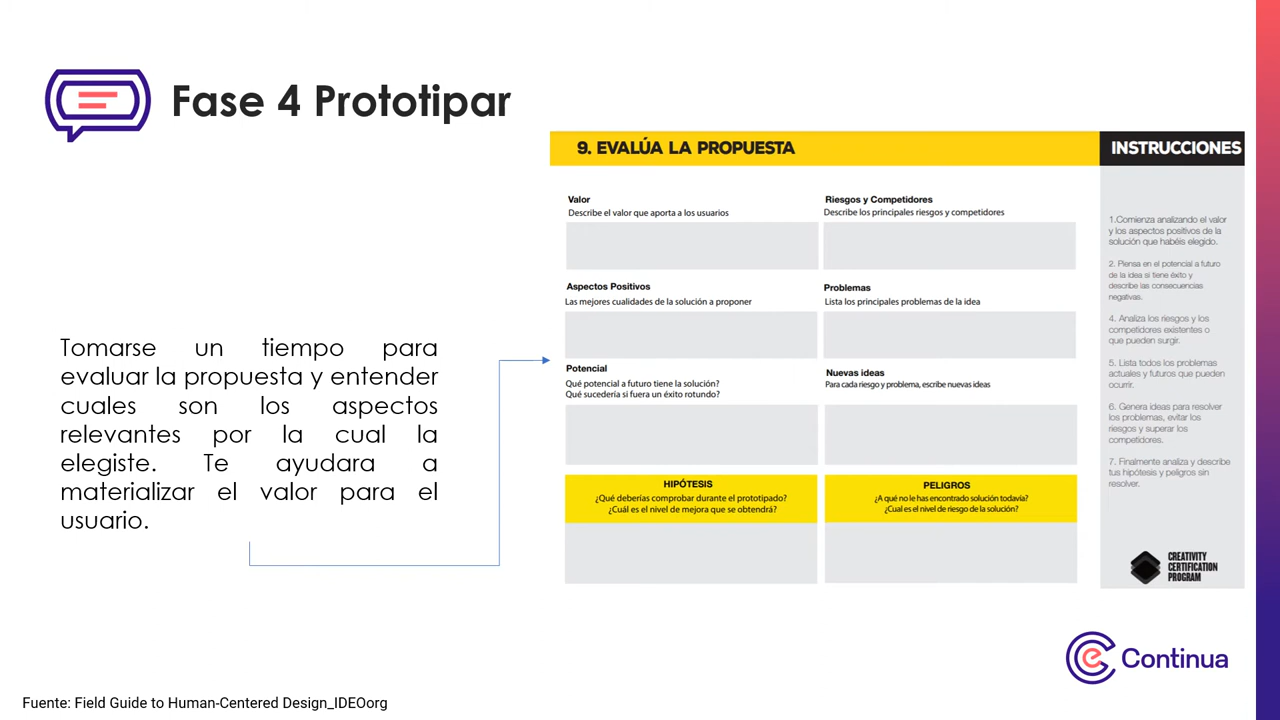 Fase 4 Prototipar
Tomarse un tiempo para
evaluar la propuesta y entender
cuales son los aspectos
relevantes por la cual la
elegiste. Te ayudara a
materializar el valor para el
usuario.
9. EVALÚA LA PROPUESTA
Valor
Describe el valor que aporta a los usuarios
Riesgos y Competidores
Describe los principales riesgos y competidores
Aspectos Positivos
Las mejores cualidades de la solución a proponer
Problemas
Lista los principales problemas de la idea
Potencial
Qué potencial a futuro tiene la solución?
Qué sucedería si fuera un éxito rotundo?
Nuevas ideas
Para cada riesgo y problema, escribe nuevas ideas
HIPÓTESIS
¿Qué deberías comprobar durante el prototipado?
¿Cuál es el nivel de mejora que se obtendrá?
PELIGROS
¿A qué no le has encontrado solución todavía?
¿Cual es el nivel de riesgo de la solución?
INSTRUCCIONES
1.Comienza analizando el valor
y los aspectos positivos de la
solución que habéis elegido.
2. Piensa en el potencial a futuro
de la idea si tiene éxito y
describe las consecuencias
negativas.
4. Analiza los riesgos y los
competidores existentes o
que pueden surgir.
5. Lista todos los problemas
actuales y futuros que pueden
ocurrir.
6. Genera ideas para resolver
los problemas, evitar los
riesgos y superar los
competidores.
7. Finalmente analiza y describe
tus hipótesis y peligros sin
resolver.
CREATIVITY
CERTIFICATION
PROGRAM
Continua
Fuente: Field Guide to Human-Centered Design_IDEOorg